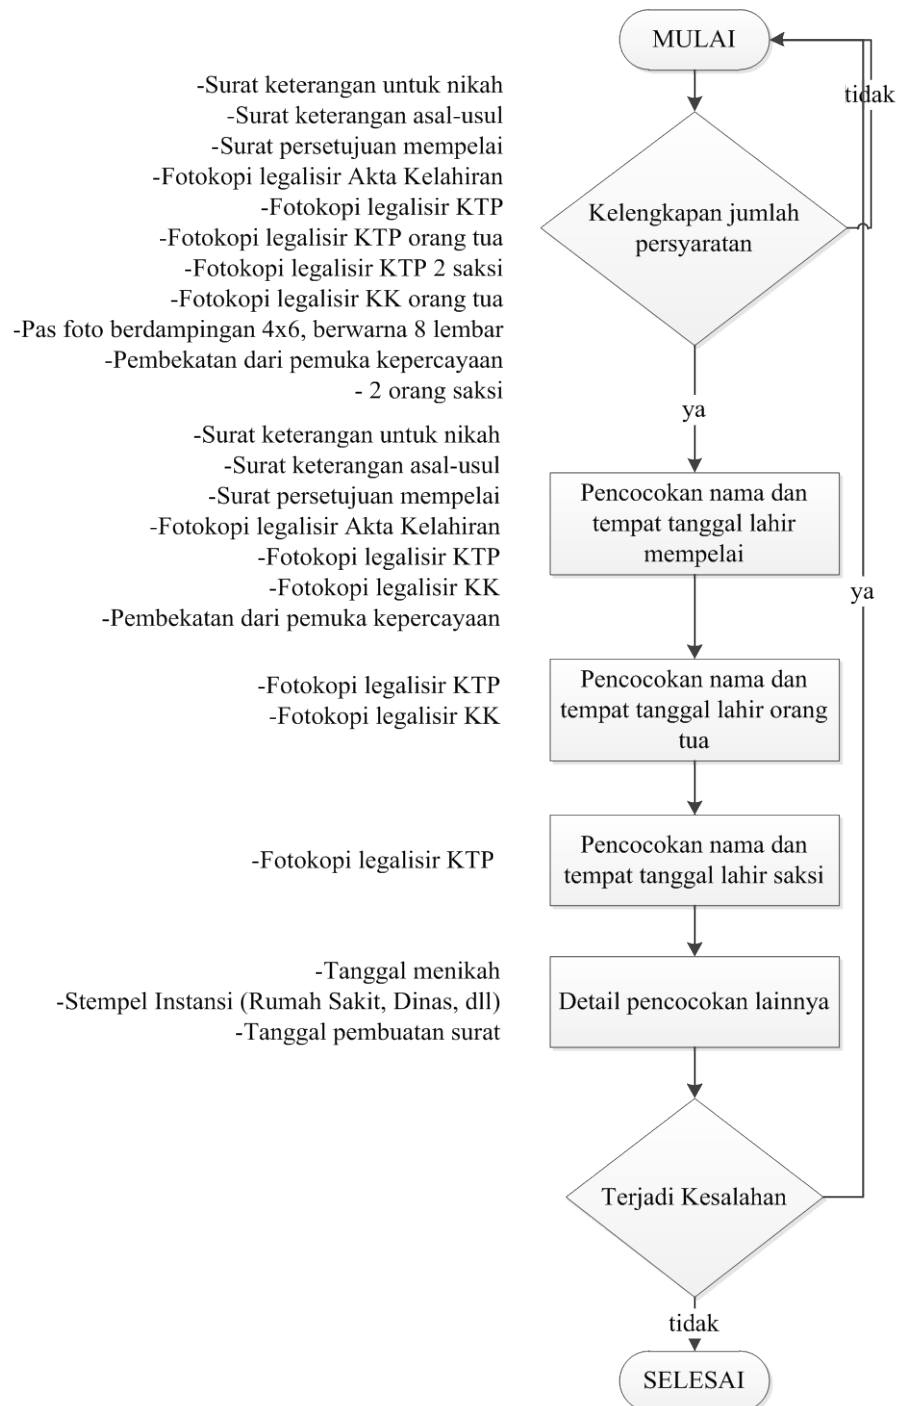 MULAI
tidak
-Surat keterangan untuk nikah
-Surat keterangan asal-usul
-Surat persetujuan mempelai
-Fotokopi legalisir Akta Kelahiran
-Fotokopi legalisir KTP
-Fotokopi legalisir KTP orang tua
-Fotokopi legalisir KTP 2 saksi
-Fotokopi legalisir KK orang tua
-Pas foto berdampingan 4x6, berwarna 8 lembar
-Pembekatan dari pemuka kepercayaan
- 2 orang saksi
Kelengkapan jumlah
persyaratan
ya
-Surat keterangan untuk nikah
-Surat keterangan asal-usul
-Surat persetujuan mempelai
-Fotokopi legalisir Akta Kelahiran
-Fotokopi legalisir KTP
-Fotokopi legalisir KK
-Pembekatan dari pemuka kepercayaan
Pencocokan nama dan
tempat tanggal lahir
mempelai
ya
-Fotokopi legalisir KTP
-Fotokopi legalisir KK
Pencocokan nama dan
tempat tanggal lahir orang
tua
-Fotokopi legalisir KTP
Pencocokan nama dan
tempat tanggal lahir saksi
-Tanggal menikah
-Stempel Instansi (Rumah Sakit, Dinas, dll)
-Tanggal pembuatan surat
Detail pencocokan lainnya
Terjadi Kesalahan
tidak
SELESAI